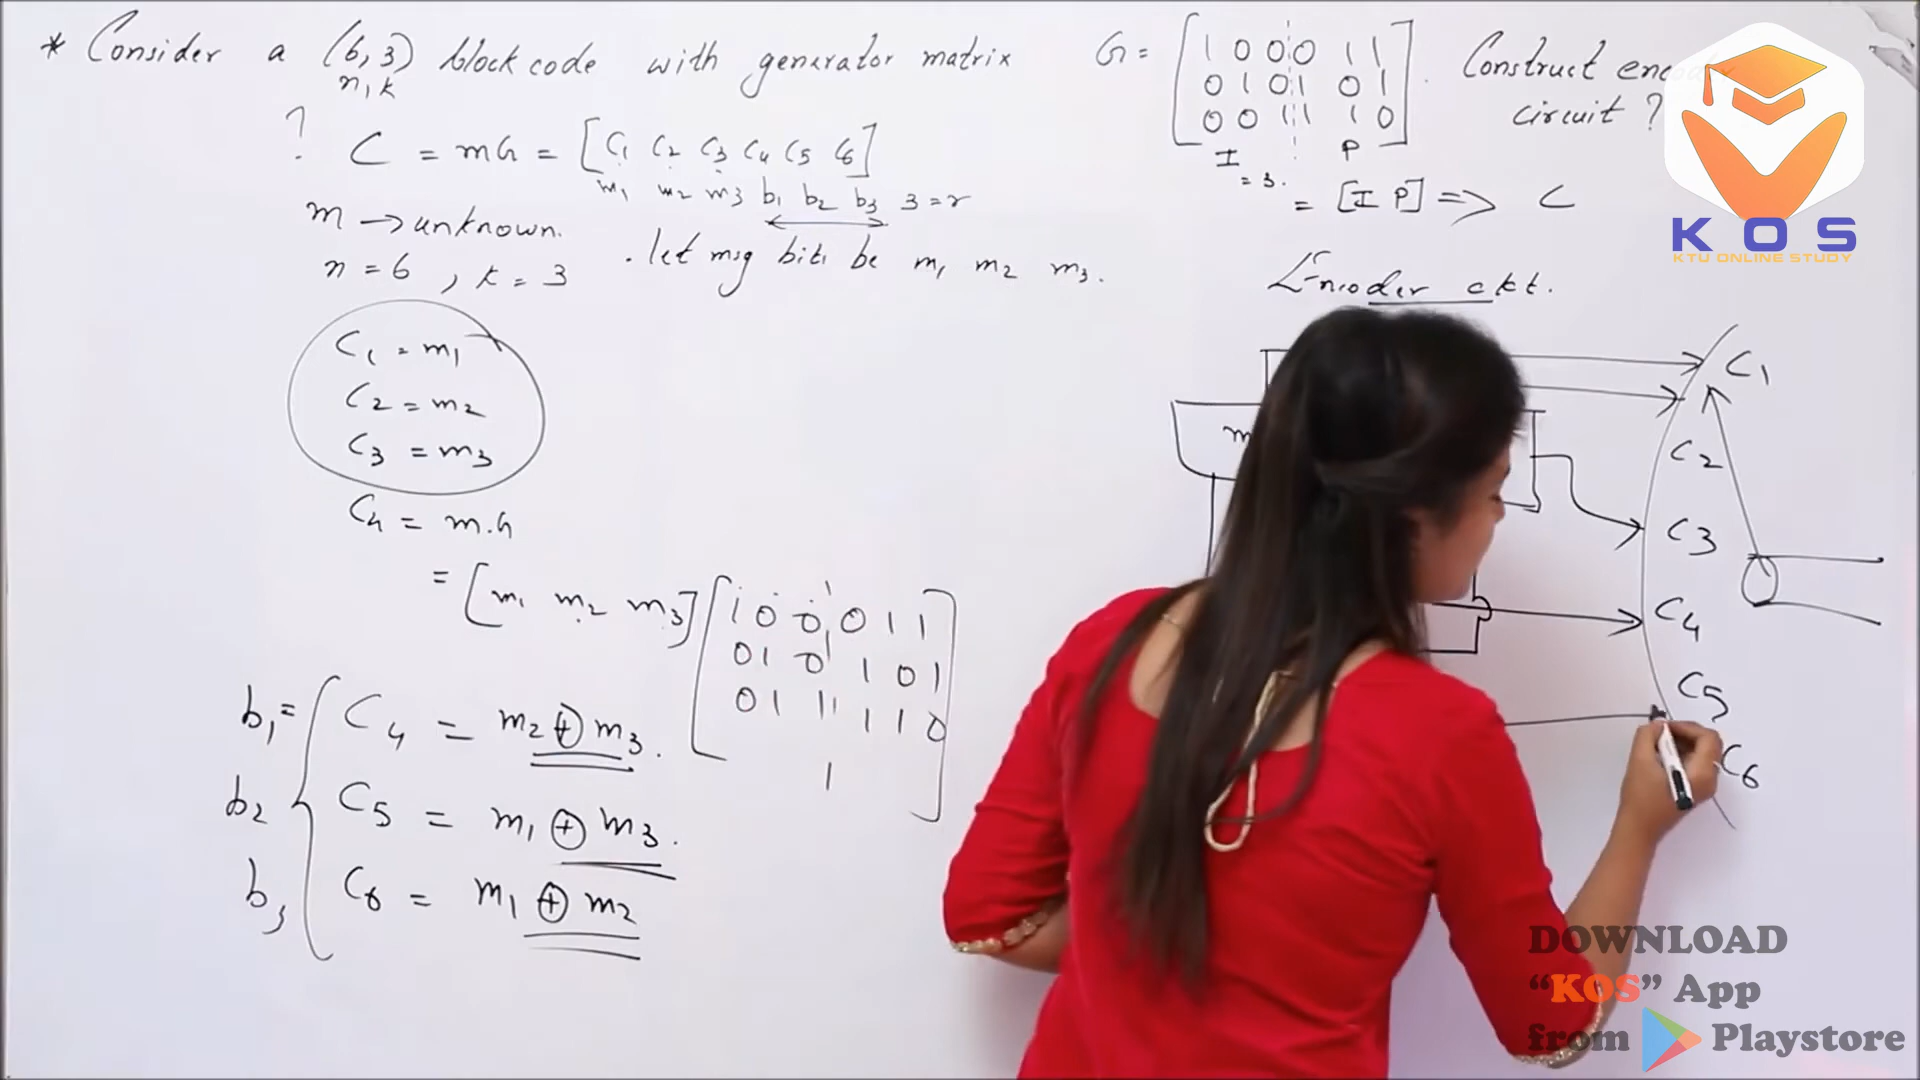 * Consider a (6,3) block code with generator matrix G = [ 1 0 0 0 1 1 Construct
n,k 0 1 0 1 0 1 circuit ?
? C = mG = [C1 C2 C3 C4 C5 C6] 0 0 1 1 1 0 ]
m1 m2 m3 b1 b2 b3 3=r I P
= 3.
= [I P] => C
m → unknown.
n = 6 , k = 3
. let msg bits be m1 m2 m3.
Encoder ckt.
C1 = m1
C2 = m2
C3 = m3
C4 = m.G
= [m1 m2 m3] [ 1 0 0 0 1 1
0 1 0 1 0 1
0 1 1 1 1 0 ]
1
b1 = C4 = m2 ⊕ m3.
b2 C5 = m1 ⊕ m3.
b3 C6 = m1 ⊕ m2
m
C1
C2
C3
C4
C5
C6
KOS
KTU ONLINE STUDY
DOWNLOAD
“KOS” App
from Playstore